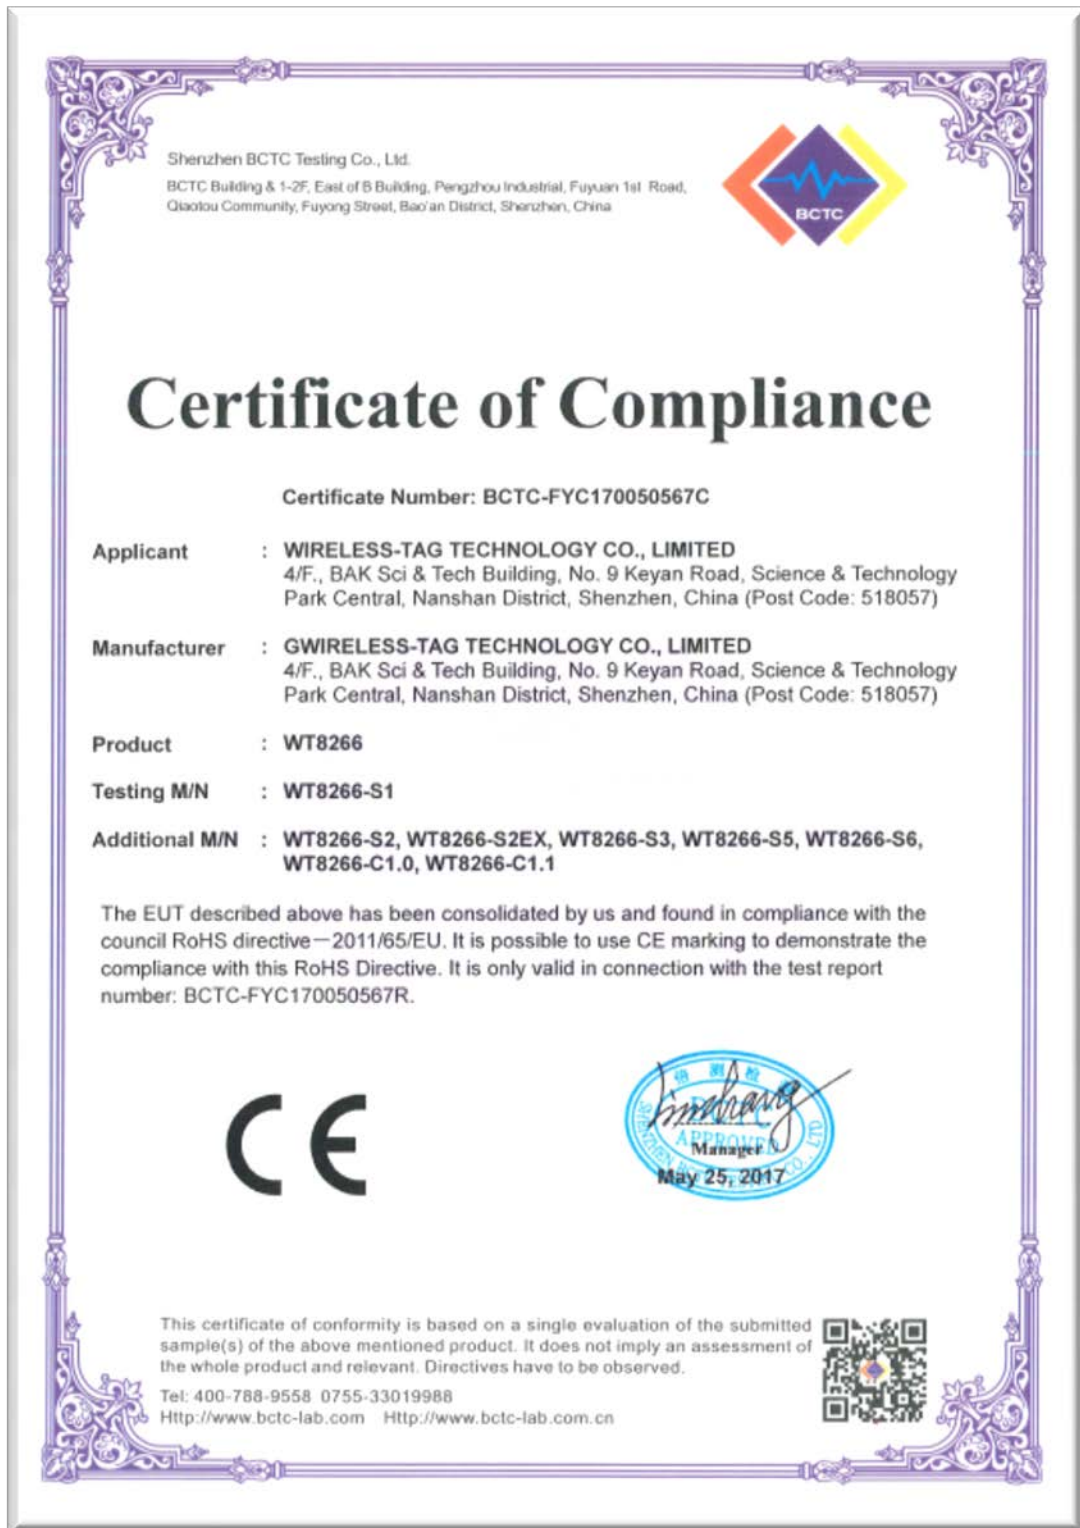 Shenzhen BCTC Testing Co., Ltd.
BCTC Building & 1-2F, East of B Building, Pengzhou Industrial, Fuyuan 1st Road,
Qiaotou Community, Fuyong Street, Bao'an District, Shenzhen, China
BCTC
Certificate of Compliance
Certificate Number: BCTC-FYC170050567C
Applicant : WIRELESS-TAG TECHNOLOGY CO., LIMITED
4/F., BAK Sci & Tech Building, No. 9 Keyan Road, Science & Technology
Park Central, Nanshan District, Shenzhen, China (Post Code: 518057)
Manufacturer : GWIRELESS-TAG TECHNOLOGY CO., LIMITED
4/F., BAK Sci & Tech Building, No. 9 Keyan Road, Science & Technology
Park Central, Nanshan District, Shenzhen, China (Post Code: 518057)
Product : WT8266
Testing M/N : WT8266-S1
Additional M/N : WT8266-S2, WT8266-S2EX, WT8266-S3, WT8266-S5, WT8266-S6,
WT8266-C1.0, WT8266-C1.1
The EUT described above has been consolidated by us and found in compliance with the
council RoHS directive—2011/65/EU. It is possible to use CE marking to demonstrate the
compliance with this RoHS Directive. It is only valid in connection with the test report
number: BCTC-FYC170050567R.
CE
测检
SHENZHEN BCTC TESTING CO., LTD
APPROVED
Manager
May 25, 2017
This certificate of conformity is based on a single evaluation of the submitted
sample(s) of the above mentioned product. It does not imply an assessment of
the whole product and relevant. Directives have to be observed.
Tel: 400-788-9558 0755-33019988
Http://www.bctc-lab.com Http://www.bctc-lab.com.cn